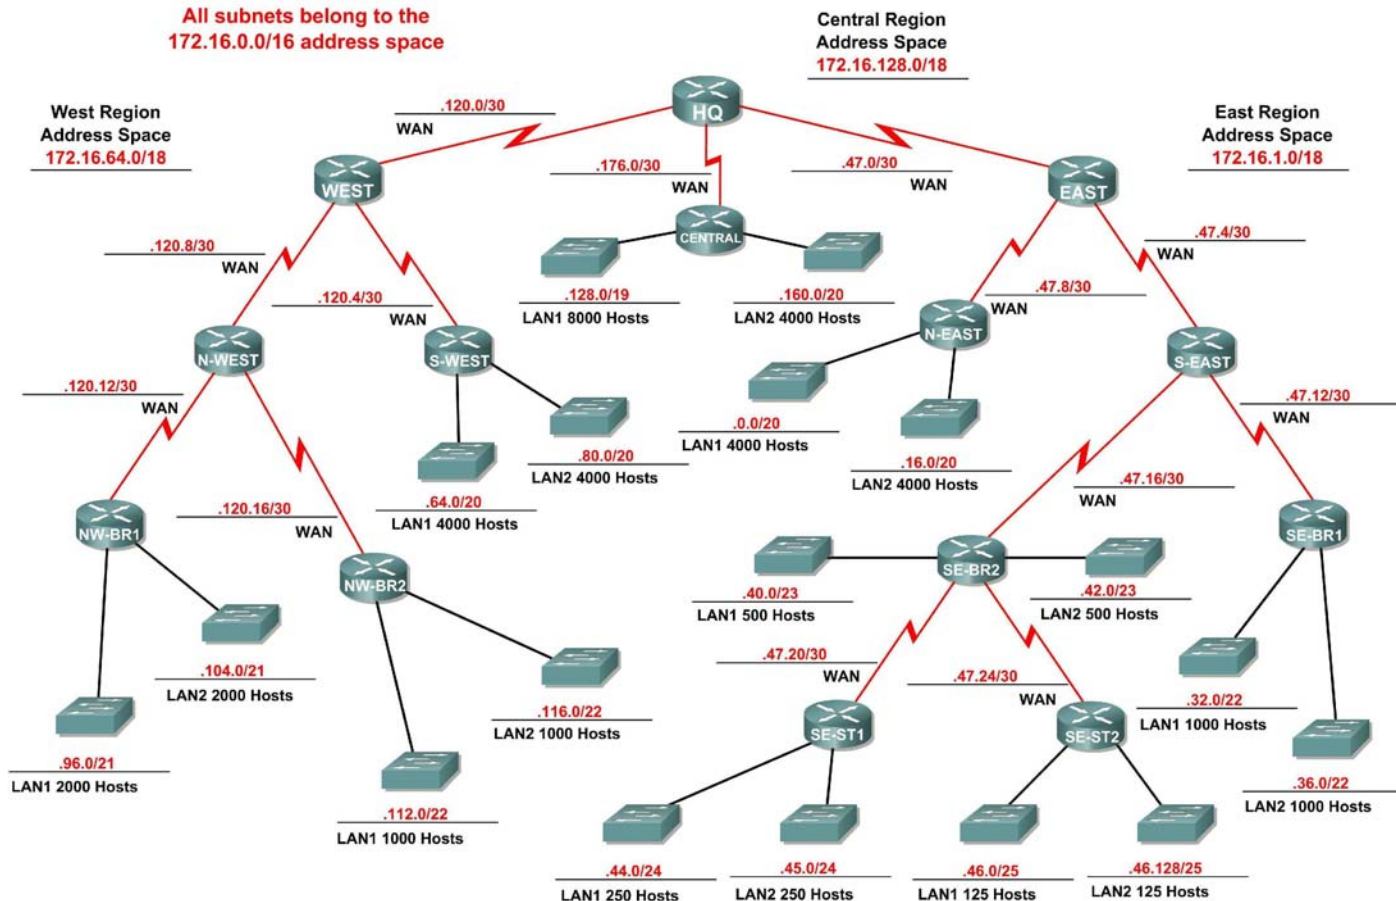 All subnets belong to the
172.16.0.0/16 address space
Central Region
Address Space
172.16.128.0/18
West Region
Address Space
172.16.64.0/18
East Region
Address Space
172.16.1.0/18
HQ
.120.0/30
WAN
.176.0/30
WAN
.47.0/30
WAN
WEST
CENTRAL
EAST
.120.8/30
WAN
.120.4/30
WAN
.128.0/19
LAN1 8000 Hosts
.160.0/20
LAN2 4000 Hosts
.47.8/30
WAN
.47.4/30
WAN
N-WEST
S-WEST
N-EAST
S-EAST
.120.12/30
WAN
.120.16/30
WAN
.64.0/20
LAN1 4000 Hosts
.80.0/20
LAN2 4000 Hosts
.0.0/20
LAN1 4000 Hosts
.16.0/20
LAN2 4000 Hosts
.47.16/30
WAN
.47.12/30
WAN
NW-BR1
NW-BR2
SE-BR2
SE-BR1
.96.0/21
LAN1 2000 Hosts
.104.0/21
LAN2 2000 Hosts
.112.0/22
LAN1 1000 Hosts
.116.0/22
LAN2 1000 Hosts
.40.0/23
LAN1 500 Hosts
.42.0/23
LAN2 500 Hosts
.47.20/30
WAN
.47.24/30
WAN
.32.0/22
LAN1 1000 Hosts
.36.0/22
LAN2 1000 Hosts
SE-ST1
SE-ST2
.44.0/24
LAN1 250 Hosts
.45.0/24
LAN2 250 Hosts
.46.0/25
LAN1 125 Hosts
.46.128/25
LAN2 125 Hosts